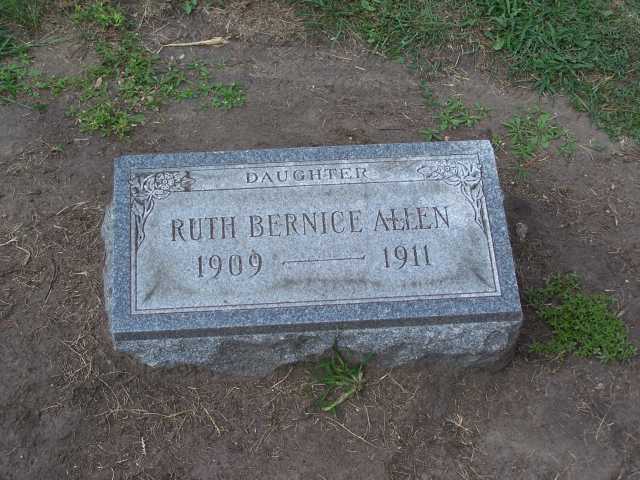 DAUGHTER
RUTH BERNICE ALLEN
1909 — 1911